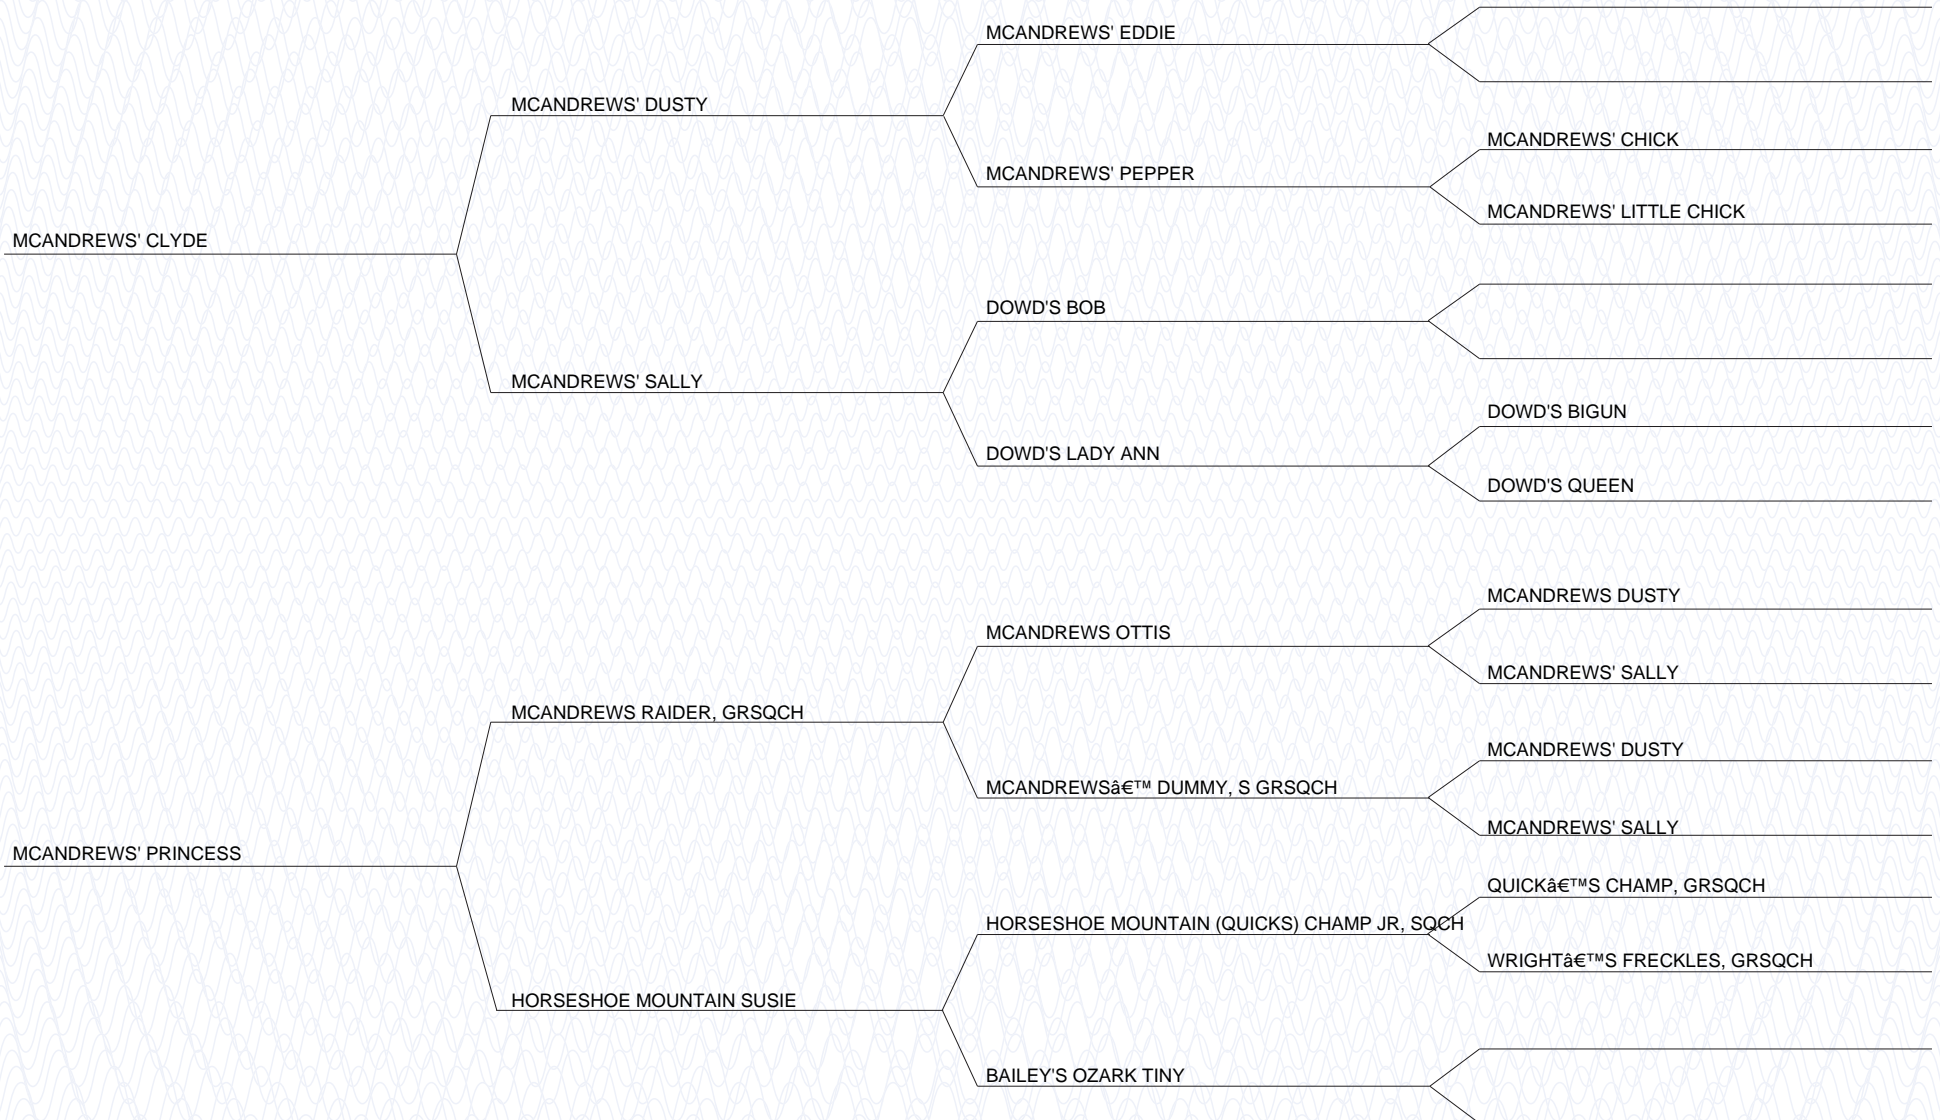 MCANDREWS' EDDIE
MCANDREWS' DUSTY
MCANDREWS' CHICK
MCANDREWS' PEPPER
MCANDREWS' LITTLE CHICK
MCANDREWS' CLYDE
DOWD'S BOB
MCANDREWS' SALLY
DOWD'S BIGUN
DOWD'S LADY ANN
DOWD'S QUEEN
MCANDREWS DUSTY
MCANDREWS OTTIS
MCANDREWS' SALLY
MCANDREWS RAIDER, GRSQCH
MCANDREWS' DUSTY
MCANDREWSâ€™ DUMMY, S GRSQCH
MCANDREWS' SALLY
MCANDREWS' PRINCESS
QUICKâ€™S CHAMP, GRSQCH
HORSESHOE MOUNTAIN (QUICKS) CHAMP JR, SQCH
WRIGHTâ€™S FRECKLES, GRSQCH
HORSESHOE MOUNTAIN SUSIE
BAILEY'S OZARK TINY